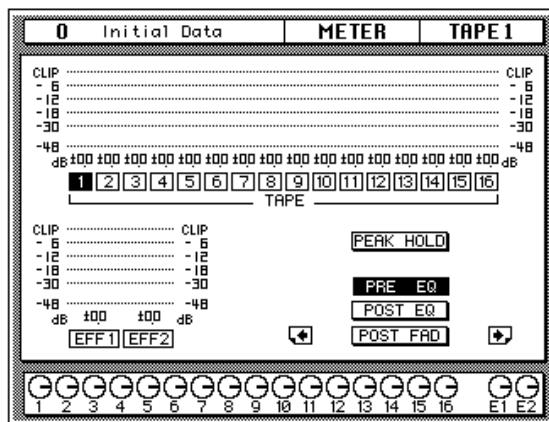 0 Initial Data METER TAPE 1
CLIP CLIP
- 6 - 6
-12 -12
-18 -18
-30 -30
-48 -48
dB ±00 ±00 ±00 ±00 ±00 ±00 ±00 ±00 ±00 ±00 ±00 ±00 ±00 ±00 ±00 ±00 dB
1 2 3 4 5 6 7 8 9 10 11 12 13 14 15 16
TAPE
CLIP CLIP
- 6 - 6
-12 -12
-18 -18
-30 -30
-48 -48
dB ±00 ±00 dB
EFF1 EFF2
PEAK HOLD
PRE EQ
POST EQ
POST FAD
1 2 3 4 5 6 7 8 9 10 11 12 13 14 15 16 E1 E2